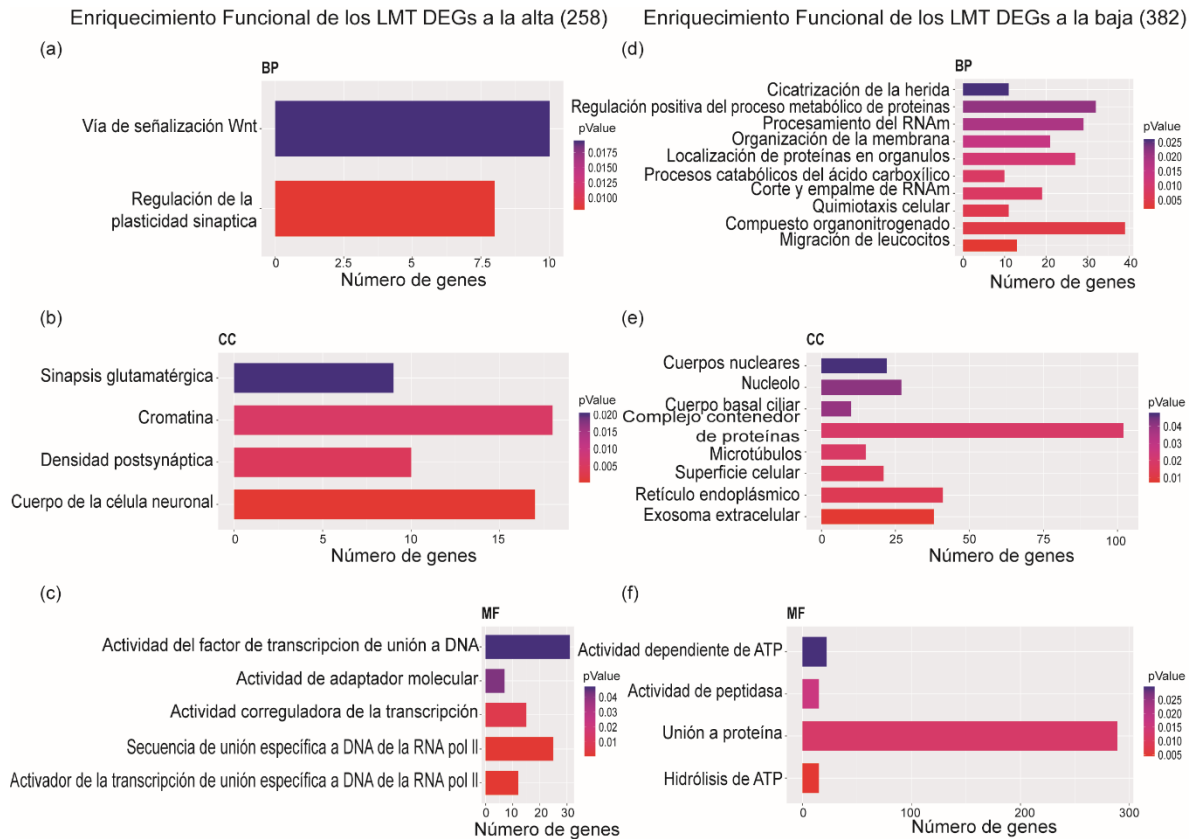 Enriquecimiento Funcional de los LMT DEGs a la alta (258)
(a)
BP
Vía de señalización Wnt
Regulación de la
plasticidad sinaptica
0
2.5
5
7.5
10
Número de genes
pValue
0.0175
0.0150
0.0125
0.0100
(b)
CC
Sinapsis glutamatérgica
Cromatina
Densidad postsynáptica
Cuerpo de la célula neuronal
0
5
10
15
Número de genes
pValue
0.020
0.015
0.010
0.005
(c)
MF
Actividad del factor de transcripcion de unión a DNA
Actividad de adaptador molecular
Actividad correguladora de la transcripción
Secuencia de unión específica a DNA de la RNA pol II
Activador de la transcripción de unión específica a DNA de la RNA pol II
0 10 20 30
Número de genes
pValue
0.04
0.03
0.02
0.01
Enriquecimiento Funcional de los LMT DEGs a la baja (382)
(d)
BP
Cicatrización de la herida
Regulación positiva del proceso metabólico de proteinas
Procesamiento del RNAm
Organización de la membrana
Localización de proteínas en organulos
Procesos catabólicos del ácido carboxílico
Corte y empalme de RNAm
Quimiotaxis celular
Compuesto organonitrogenado
Migración de leucocitos
0 10 20 30 40
Número de genes
pValue
0.025
0.020
0.015
0.010
0.005
(e)
CC
Cuerpos nucleares
Nucleolo
Cuerpo basal ciliar
Complejo contenedor
de proteínas
Microtúbulos
Superficie celular
Retículo endoplásmico
Exosoma extracelular
0 25 50 75 100
Número de genes
pValue
0.04
0.03
0.02
0.01
(f)
MF
Actividad dependiente de ATP
Actividad de peptidasa
Unión a proteína
Hidrólisis de ATP
0 100 200 300
Número de genes
pValue
0.025
0.020
0.015
0.010
0.005